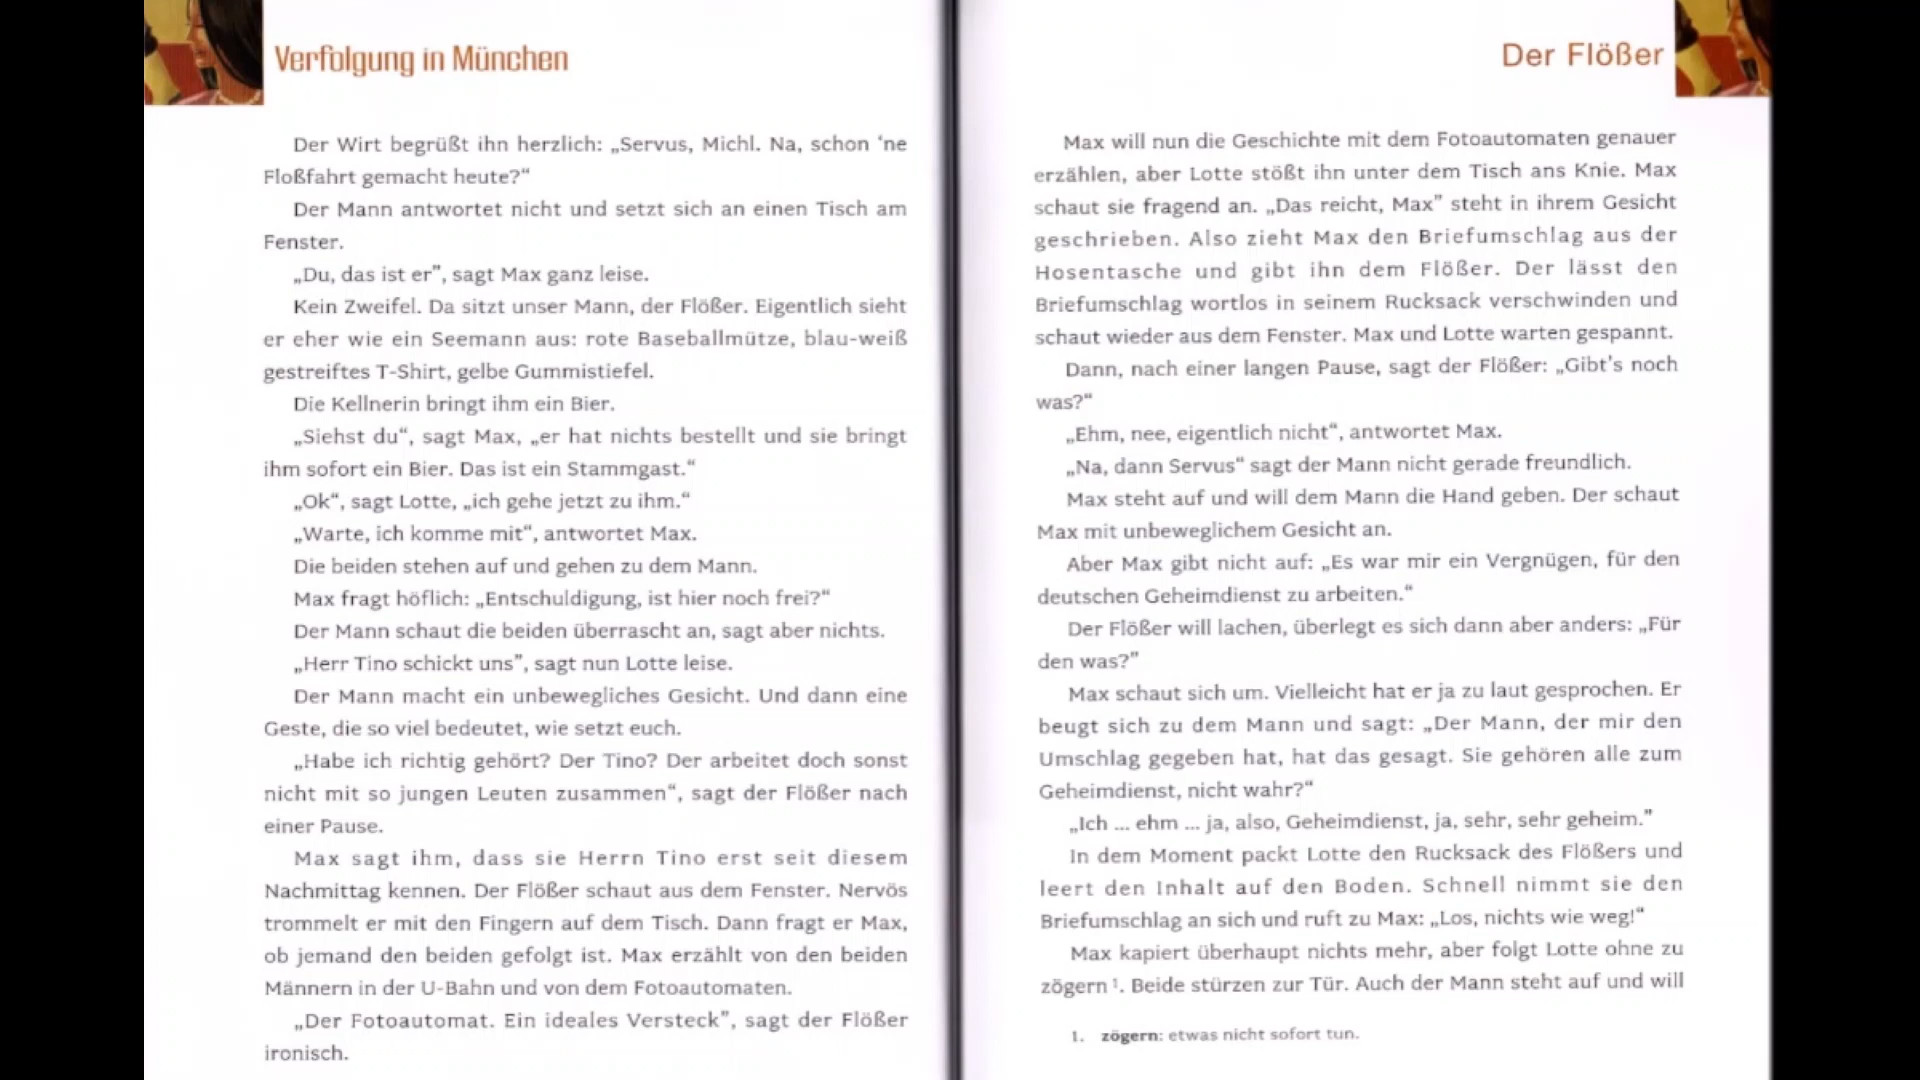 Verfolgung in München
Der Wirt begrüßt ihn herzlich: „Servus, Michl. Na, schon ‘ne
Floßfahrt gemacht heute?“
Der Mann antwortet nicht und setzt sich an einen Tisch am
Fenster.
„Du, das ist er”, sagt Max ganz leise.
Kein Zweifel. Da sitzt unser Mann, der Flößer. Eigentlich sieht
er eher wie ein Seemann aus: rote Baseballmütze, blau-weiß
gestreiftes T-Shirt, gelbe Gummistiefel.
Die Kellnerin bringt ihm ein Bier.
„Siehst du“, sagt Max, „er hat nichts bestellt und sie bringt
ihm sofort ein Bier. Das ist ein Stammgast.“
„Ok“, sagt Lotte, „ich gehe jetzt zu ihm.“
„Warte, ich komme mit“, antwortet Max.
Die beiden stehen auf und gehen zu dem Mann.
Max fragt höflich: „Entschuldigung, ist hier noch frei?“
Der Mann schaut die beiden überrascht an, sagt aber nichts.
„Herr Tino schickt uns”, sagt nun Lotte leise.
Der Mann macht ein unbewegliches Gesicht. Und dann eine
Geste, die so viel bedeutet, wie setzt euch.
„Habe ich richtig gehört? Der Tino? Der arbeitet doch sonst
nicht mit so jungen Leuten zusammen“, sagt der Flößer nach
einer Pause.
Max sagt ihm, dass sie Herrn Tino erst seit diesem
Nachmittag kennen. Der Flößer schaut aus dem Fenster. Nervös
trommelt er mit den Fingern auf dem Tisch. Dann fragt er Max,
ob jemand den beiden gefolgt ist. Max erzählt von den beiden
Männern in der U-Bahn und von dem Fotoautomaten.
„Der Fotoautomat. Ein ideales Versteck”, sagt der Flößer
ironisch.
Der Flößer
Max will nun die Geschichte mit dem Fotoautomaten genauer
erzählen, aber Lotte stößt ihn unter dem Tisch ans Knie. Max
schaut sie fragend an. „Das reicht, Max” steht in ihrem Gesicht
geschrieben. Also zieht Max den Briefumschlag aus der
Hosentasche und gibt ihn dem Flößer. Der lässt den
Briefumschlag wortlos in seinem Rucksack verschwinden und
schaut wieder aus dem Fenster. Max und Lotte warten gespannt.
Dann, nach einer langen Pause, sagt der Flößer: „Gibt’s noch
was?“
„Ehm, nee, eigentlich nicht“, antwortet Max.
„Na, dann Servus“ sagt der Mann nicht gerade freundlich.
Max steht auf und will dem Mann die Hand geben. Der schaut
Max mit unbeweglichem Gesicht an.
Aber Max gibt nicht auf: „Es war mir ein Vergnügen, für den
deutschen Geheimdienst zu arbeiten.“
Der Flößer will lachen, überlegt es sich dann aber anders: „Für
den was?”
Max schaut sich um. Vielleicht hat er ja zu laut gesprochen. Er
beugt sich zu dem Mann und sagt: „Der Mann, der mir den
Umschlag gegeben hat, hat das gesagt. Sie gehören alle zum
Geheimdienst, nicht wahr?“
„Ich ... ehm ... ja, also, Geheimdienst, ja, sehr, sehr geheim.”
In dem Moment packt Lotte den Rucksack des Flößers und
leert den Inhalt auf den Boden. Schnell nimmt sie den
Briefumschlag an sich und ruft zu Max: „Los, nichts wie weg!“
Max kapiert überhaupt nichts mehr, aber folgt Lotte ohne zu
zögern ¹. Beide stürzen zur Tür. Auch der Mann steht auf und will
1. zögern: etwas nicht sofort tun.